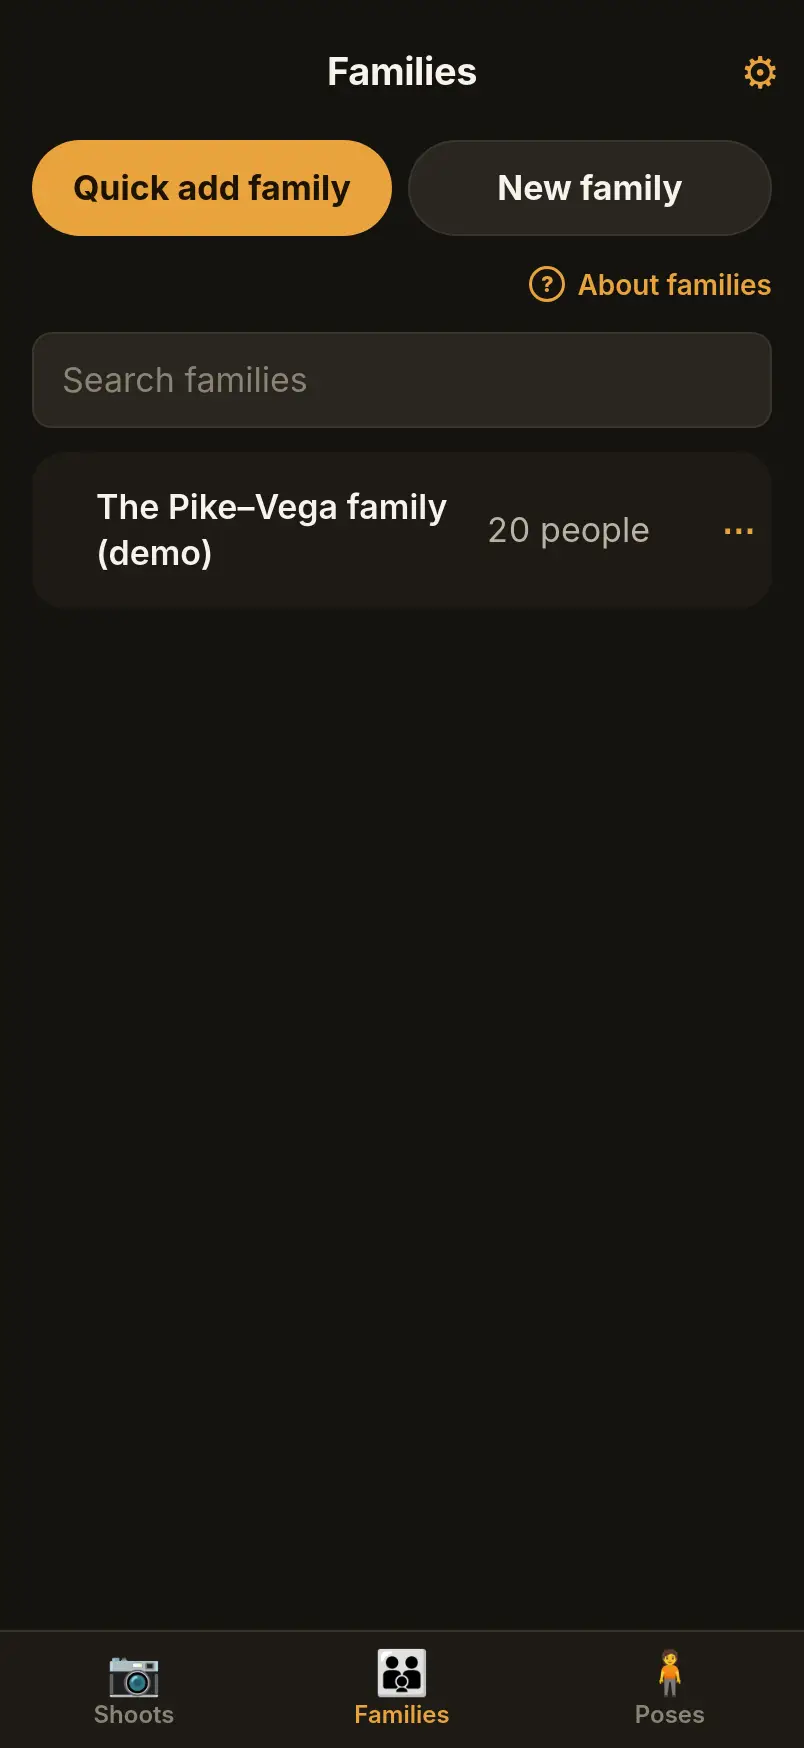 Families
Quick add family
New family
? About families
Search families
The Pike–Vega family
(demo)
20 people
...
Shoots
Families
Poses